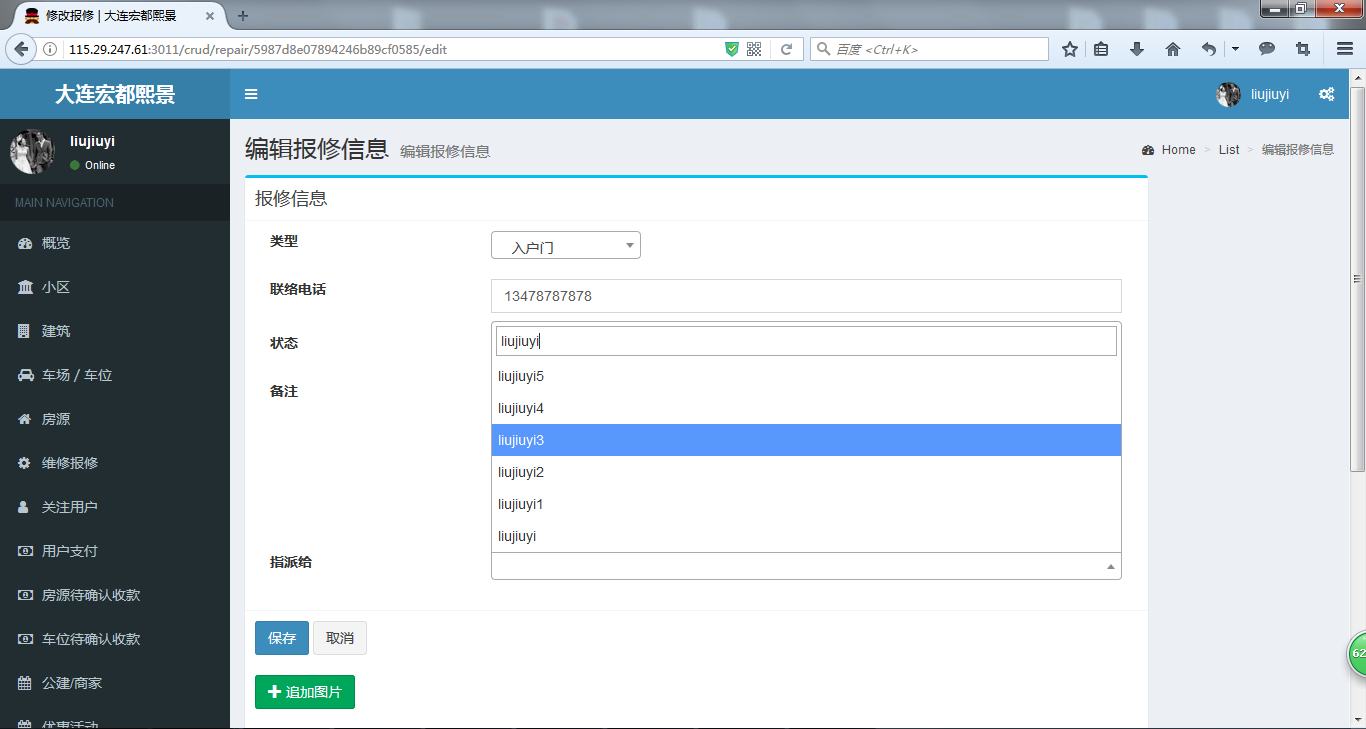 修改报修 | 大连宏都熙景
115.29.247.61:3011/crud/repair/5987d8e07894246b89cf0585/edit
百度 <Ctrl+K>
大连宏都熙景
liujiuyi
liujiuyi
Online
MAIN NAVIGATION
概览
小区
建筑
车场 / 车位
房源
维修报修
关注用户
用户支付
房源待确认收款
车位待确认收款
公建/商家
优惠活动
编辑报修信息 编辑报修信息
Home > List > 编辑报修信息
报修信息
类型
入户门
联络电话
13478787878
状态
liujiuyi
备注
liujiuyi5
liujiuyi4
liujiuyi3
liujiuyi2
liujiuyi1
liujiuyi
指派给
保存 取消
追加图片
62